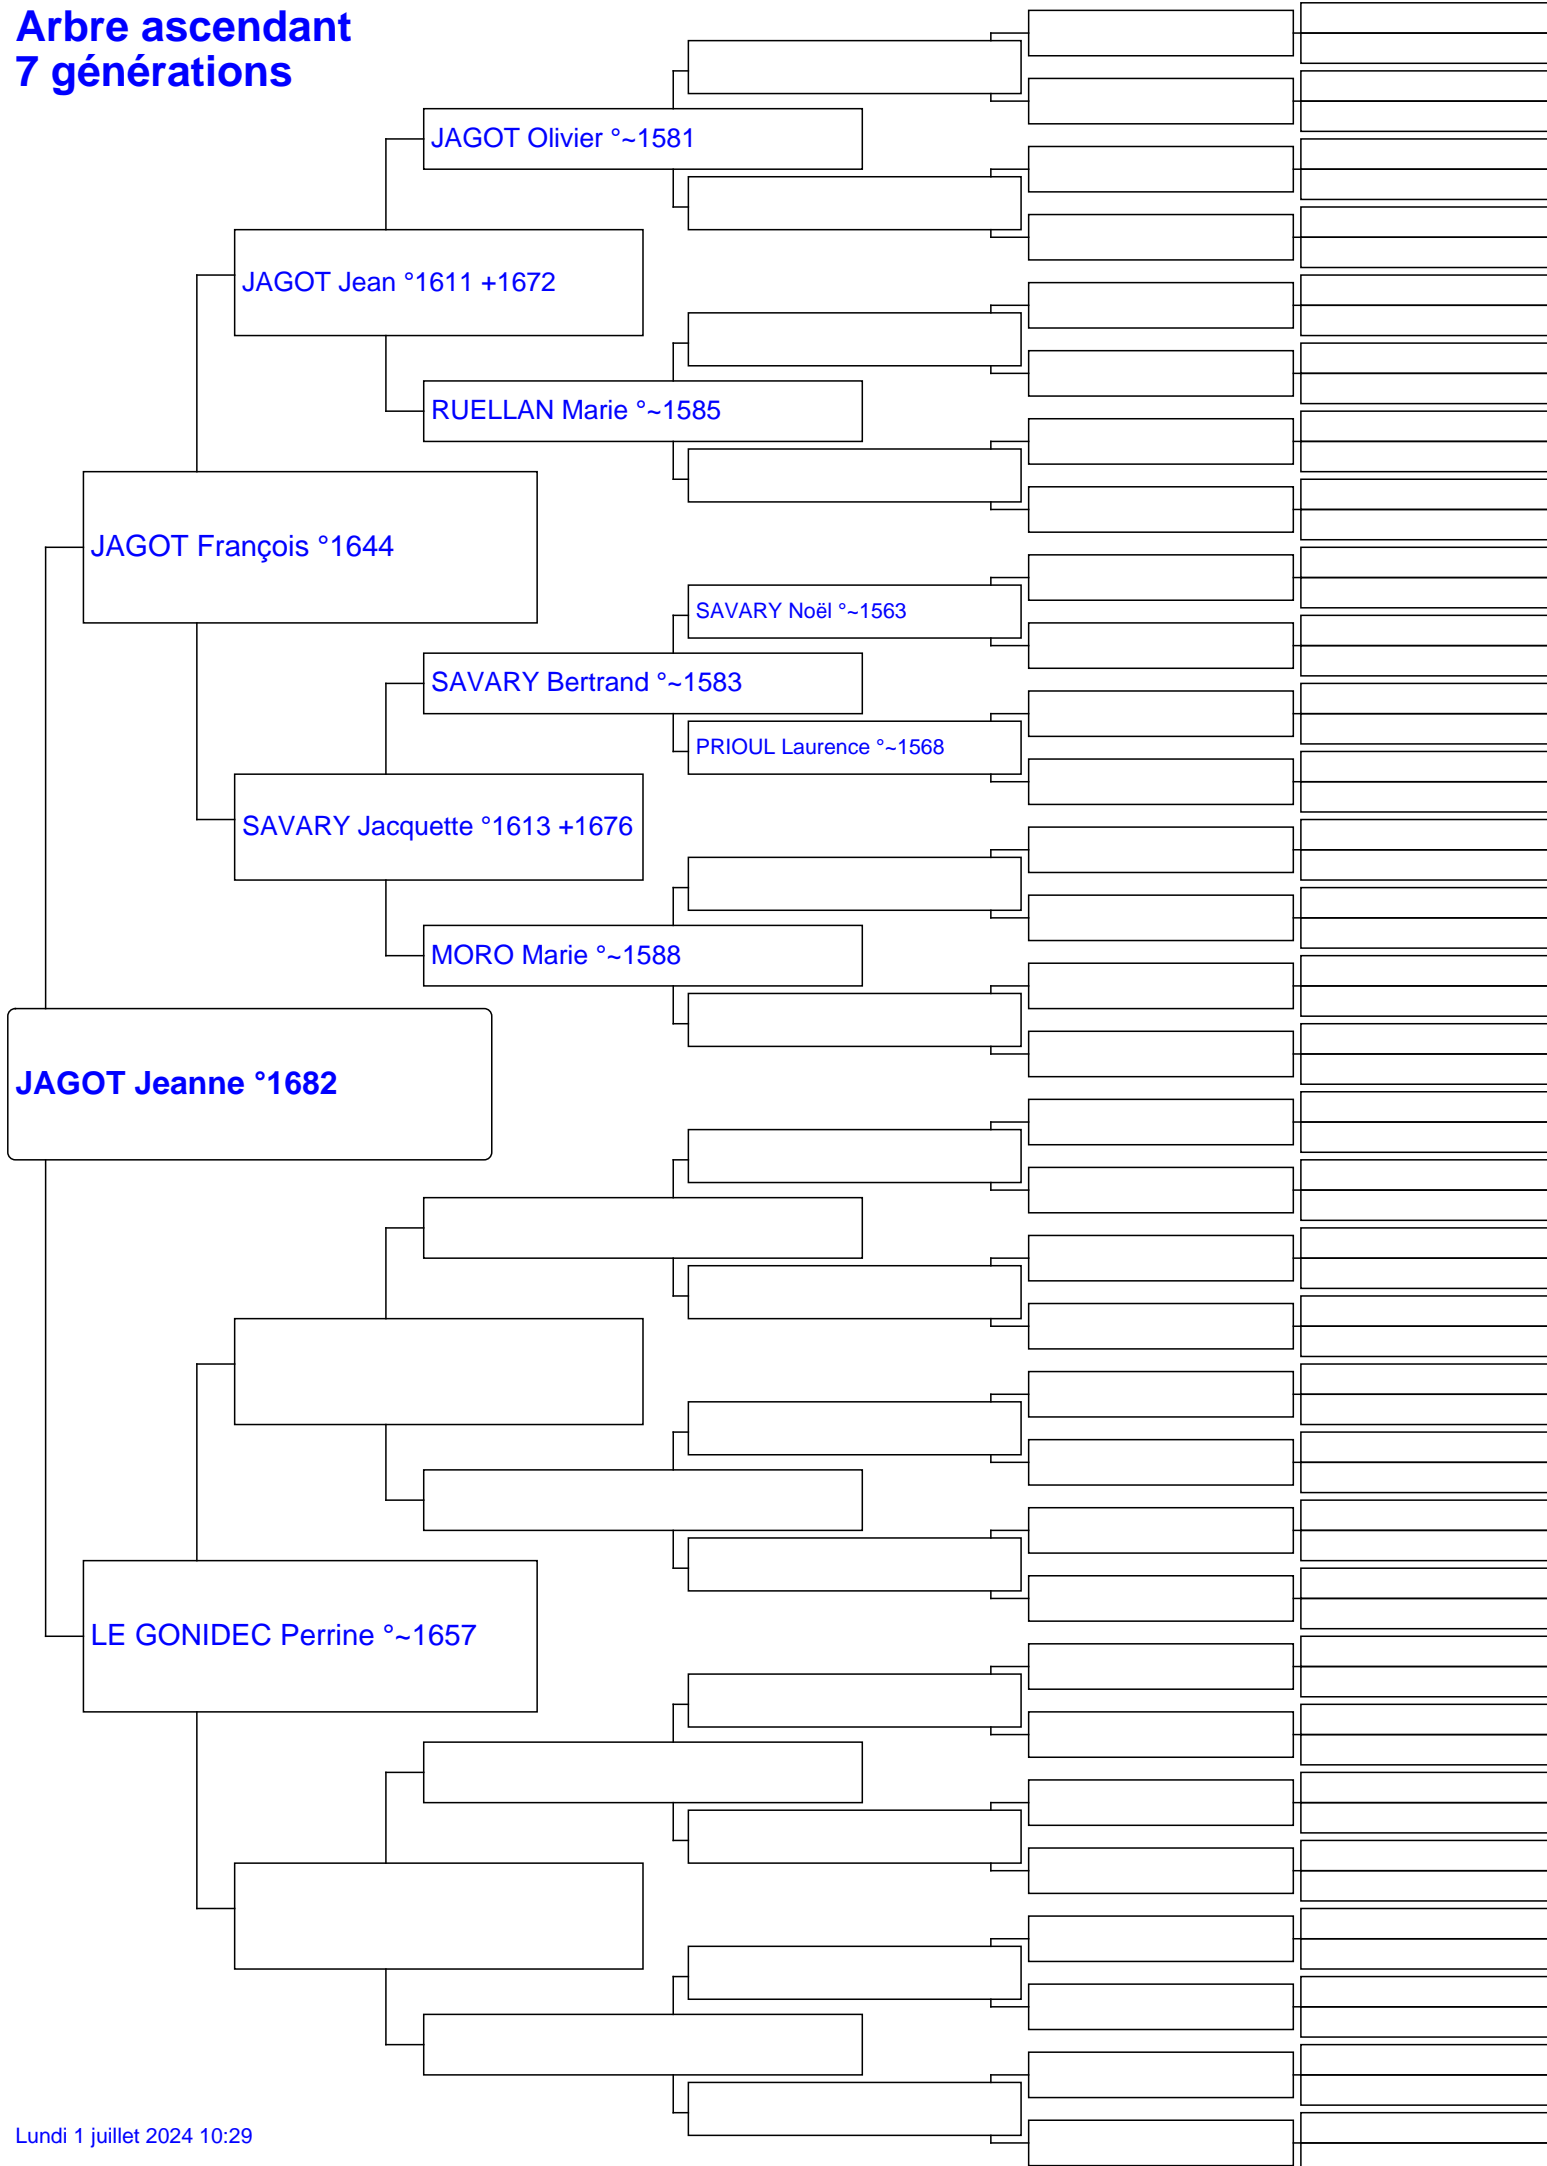 Arbre ascendant
7 générations
JAGOT Olivier °~1581
JAGOT Jean °1611 +1672
RUELLAN Marie °~1585
JAGOT François °1644
SAVARY Noël °~1563
SAVARY Bertrand °~1583
PRIOUL Laurence °~1568
SAVARY Jacquette °1613 +1676
MORO Marie °~1588
JAGOT Jeanne °1682
LE GONIDEC Perrine °~1657
Lundi 1 juillet 2024 10:29